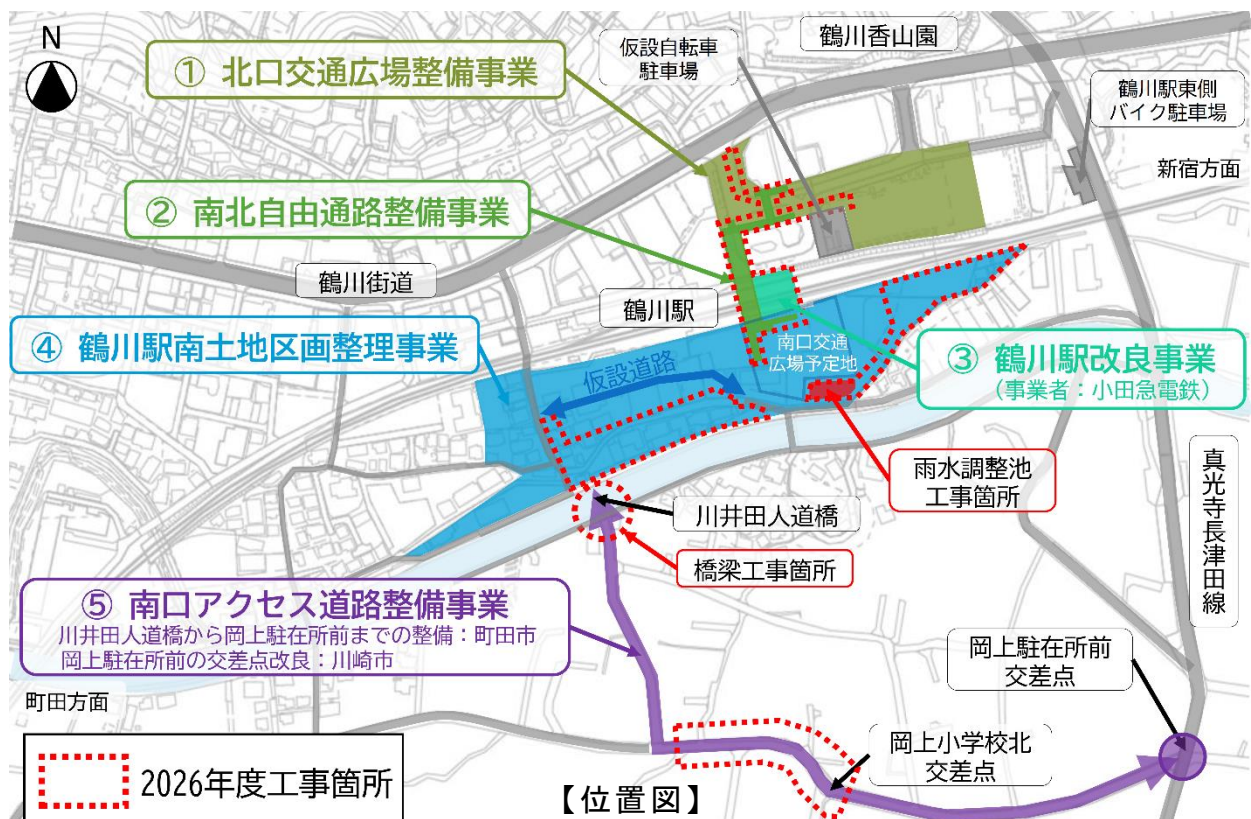 N
① 北口交通広場整備事業
仮設自転車
駐車場
鶴川香山園
鶴川駅東側
バイク駐車場
新宿方面
② 南北自由通路整備事業
鶴川街道
鶴川駅
④ 鶴川駅南土地区画整理事業
仮設道路
南口交通
広場予定地
③ 鶴川駅改良事業
(事業者：小田急電鉄)
雨水調整池
工事箇所
川井田人道橋
橋梁工事箇所
真光寺長津田線
⑤ 南口アクセス道路整備事業
川井田人道橋から岡上駐在所前までの整備：町田市
岡上駐在所前の交差点改良：川崎市
町田方面
岡上駐在所前
交差点
岡上小学校北
交差点
2026年度工事箇所
【位置図】